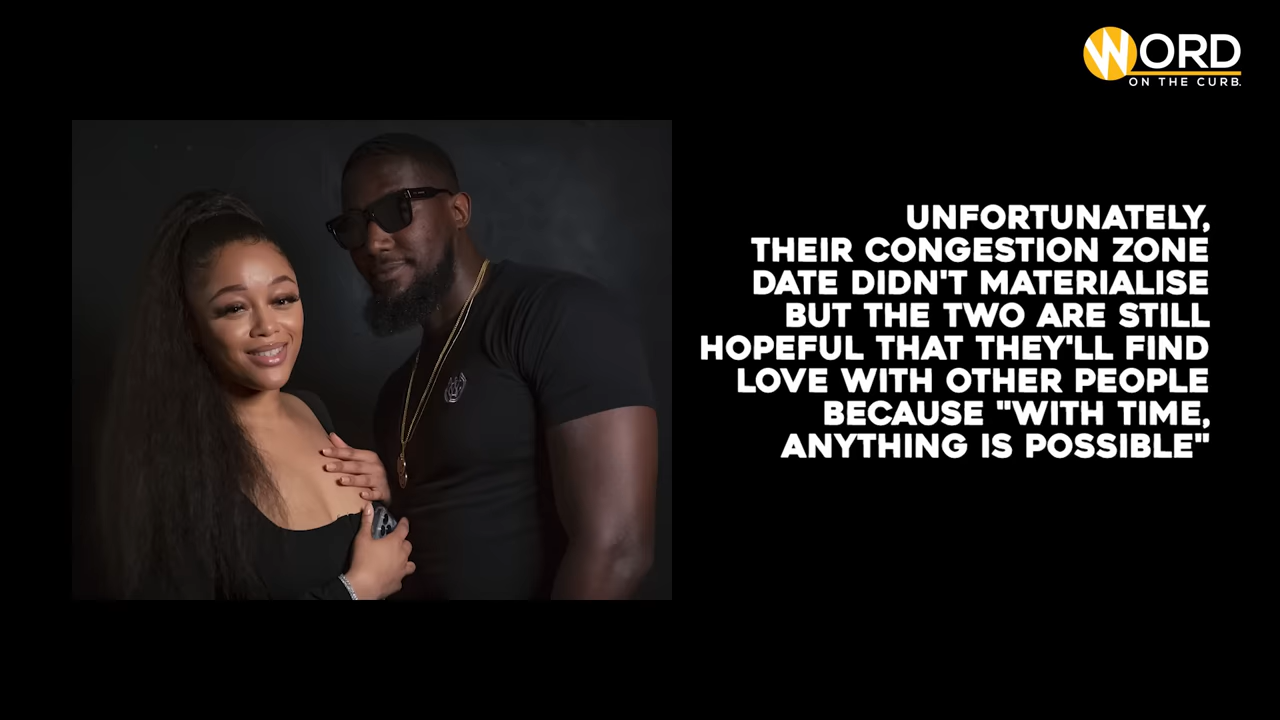 WORD
ON THE CURB.
UNFORTUNATELY,
THEIR CONGESTION ZONE
DATE DIDN'T MATERIALISE
BUT THE TWO ARE STILL
HOPEFUL THAT THEY'LL FIND
LOVE WITH OTHER PEOPLE
BECAUSE "WITH TIME,
ANYTHING IS POSSIBLE"